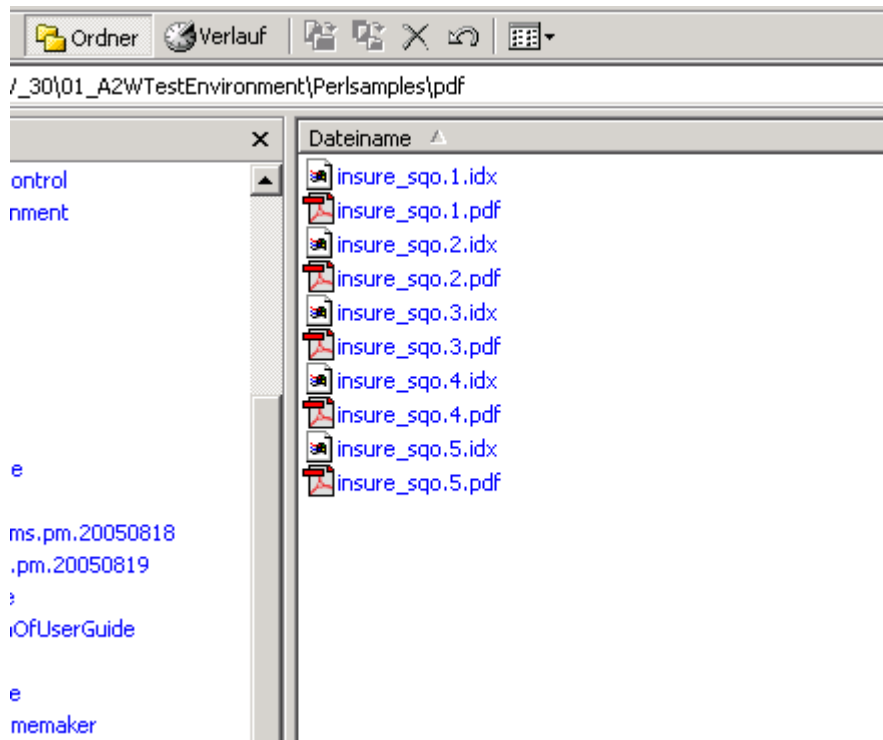 Ordner Verlauf
/_30\01_A2WTestEnvironment\Perlsamples\pdf
Dateiname
ontrol
nment
e
ms.pm.20050818
.pm.20050819
e
OfUserGuide
e
memaker
insure_sqo.1.idx
insure_sqo.1.pdf
insure_sqo.2.idx
insure_sqo.2.pdf
insure_sqo.3.idx
insure_sqo.3.pdf
insure_sqo.4.idx
insure_sqo.4.pdf
insure_sqo.5.idx
insure_sqo.5.pdf